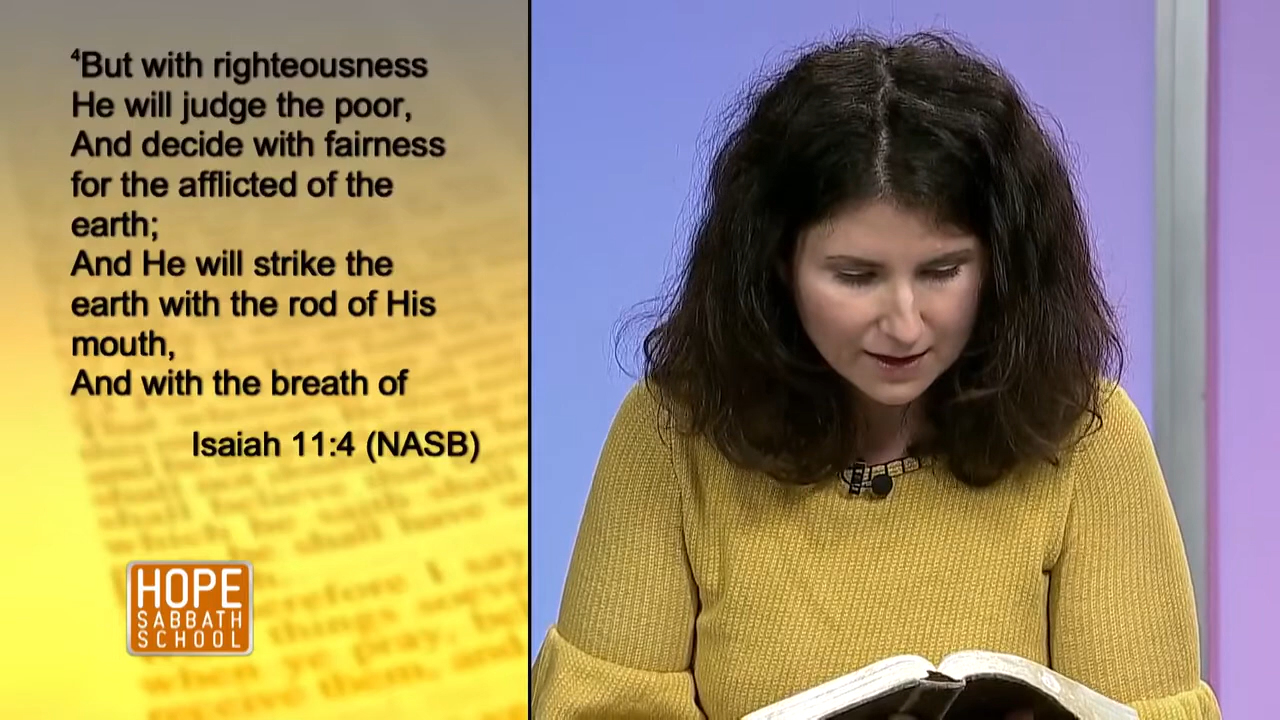 ⁴But with righteousness
He will judge the poor,
And decide with fairness
for the afflicted of the
earth;
And He will strike the
earth with the rod of His
mouth,
And with the breath of
Isaiah 11:4 (NASB)
HOPE
SABBATH
SCHOOL